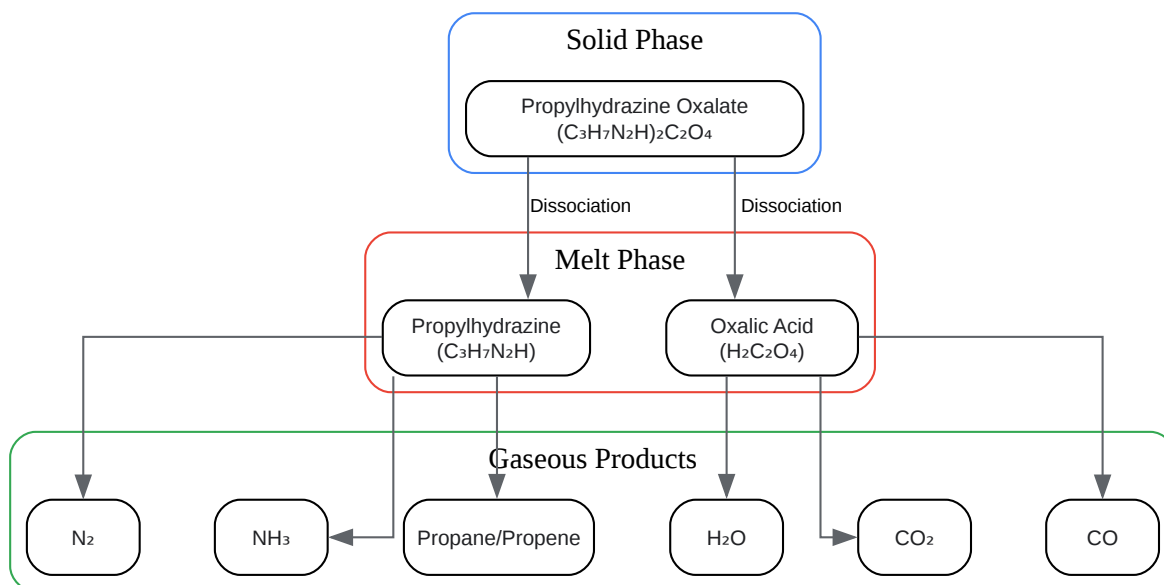 Solid Phase
Propylhydrazine Oxalate
(C₃H₇N₂H)₂C₂O₄
Dissociation
Dissociation
Melt Phase
Propylhydrazine
(C₃H₇N₂H)
Oxalic Acid
(H₂C₂O₄)
Gaseous Products
N₂
NH₃
Propane/Propene
H₂O
CO₂
CO